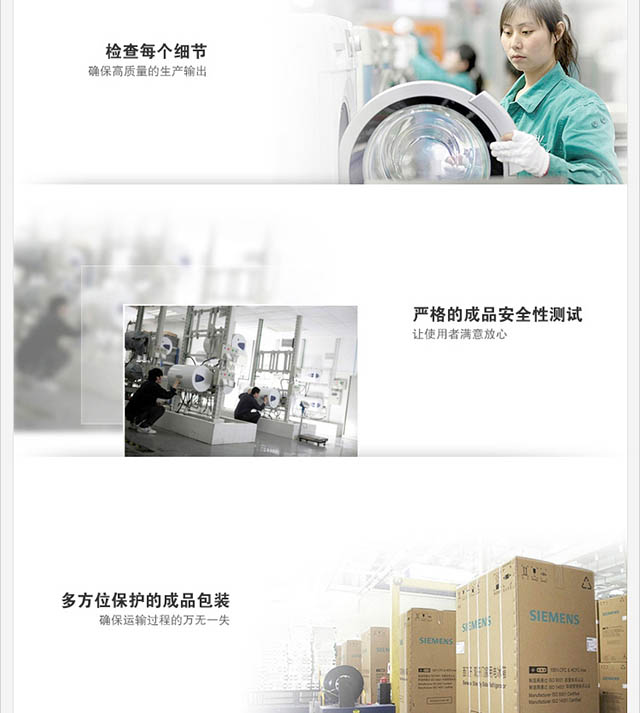 检查每个细节
确保高质量的生产输出
严格的成品安全性测试
让使用者满意放心
多方位保护的成品包装
确保运输过程的万无一失
SIEMENS
SIEMENS
SIEMENS